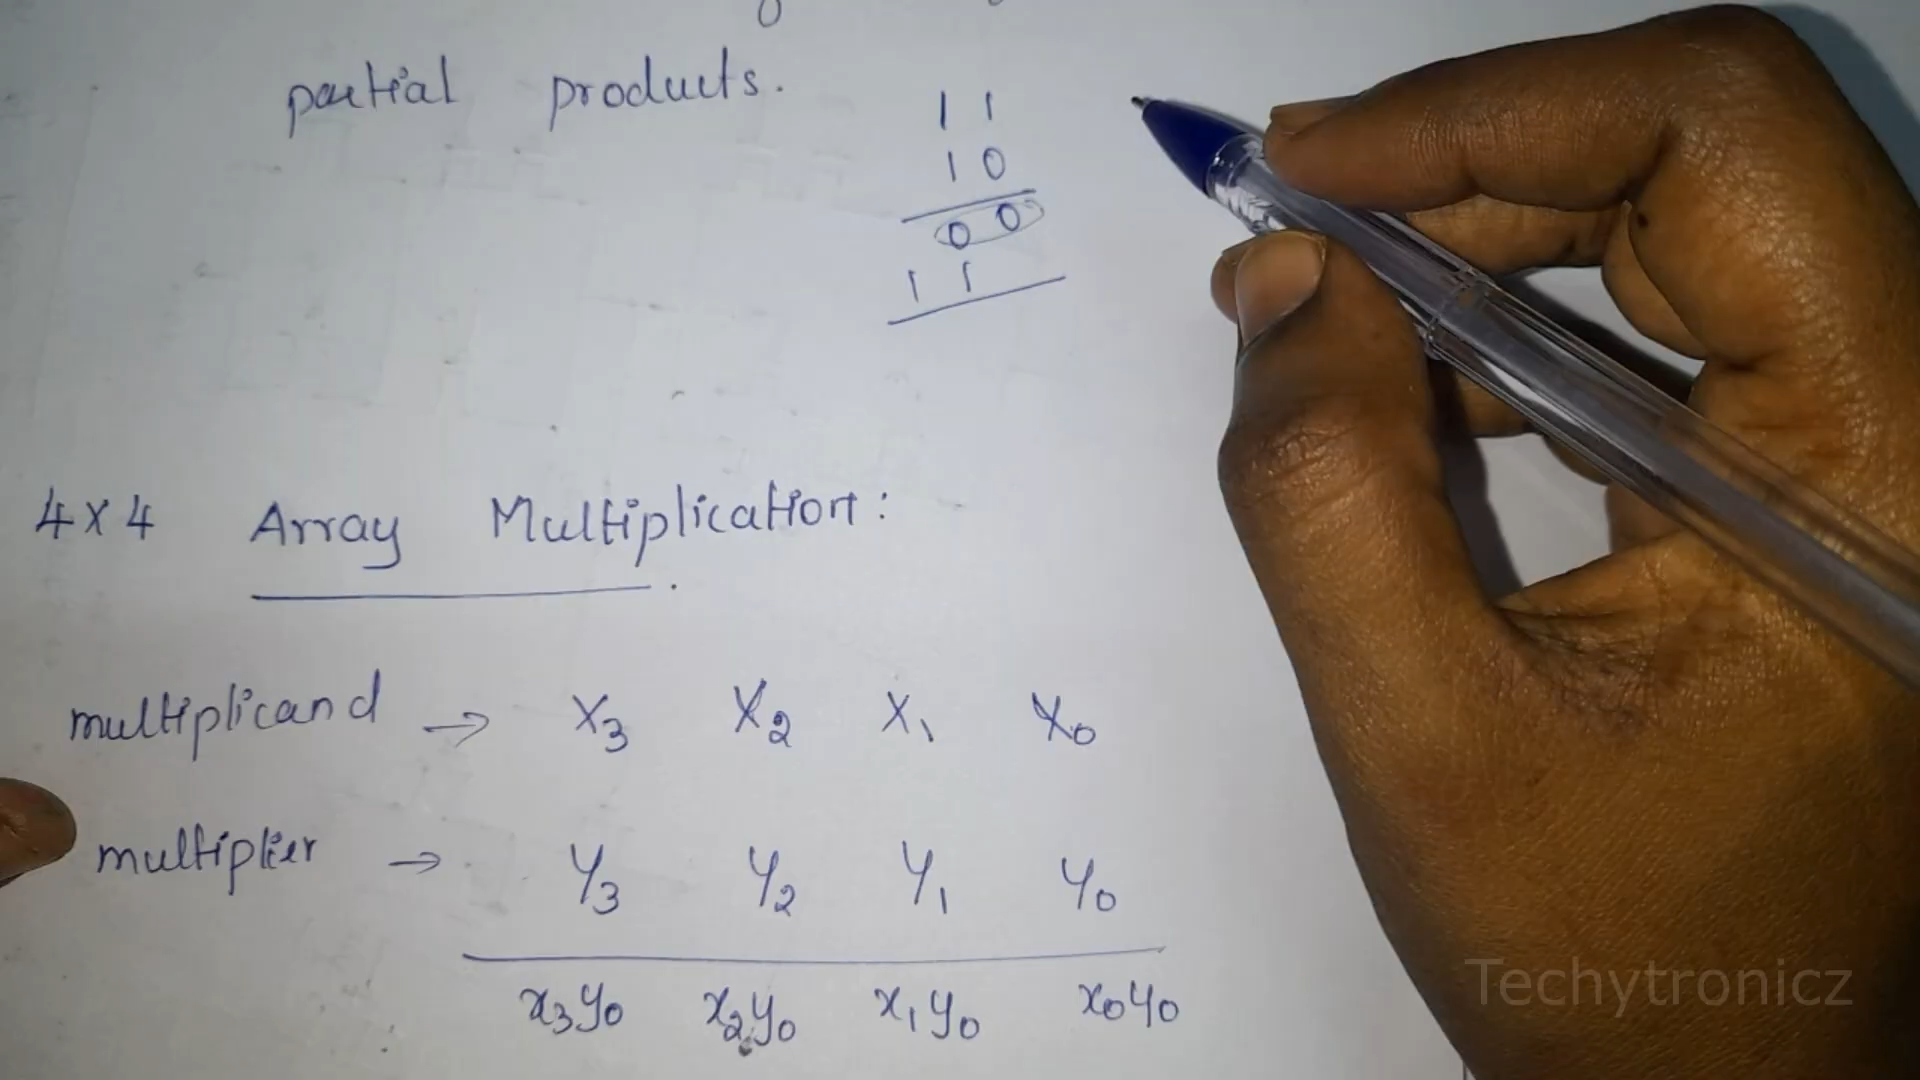 partial products.
1 1
1 0
0 0
1 1
4x4 Array Multiplication:
multiplicand → X3 X2 X1 X0
multiplier → Y3 Y2 Y1 Y0
x3y0 x2y0 x1y0 x0y0
Techytronicz